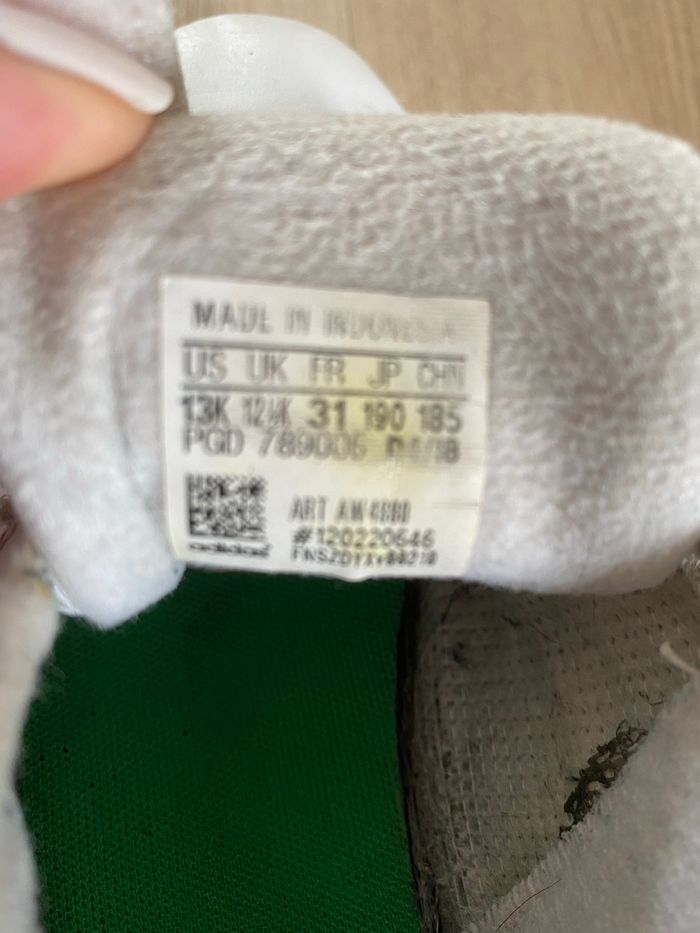 MADE IN INDONESIA
US UK FR JP CHN
13K 12½K 31 190 185
PGD 789006 04/18
ART
#120220646
adidas